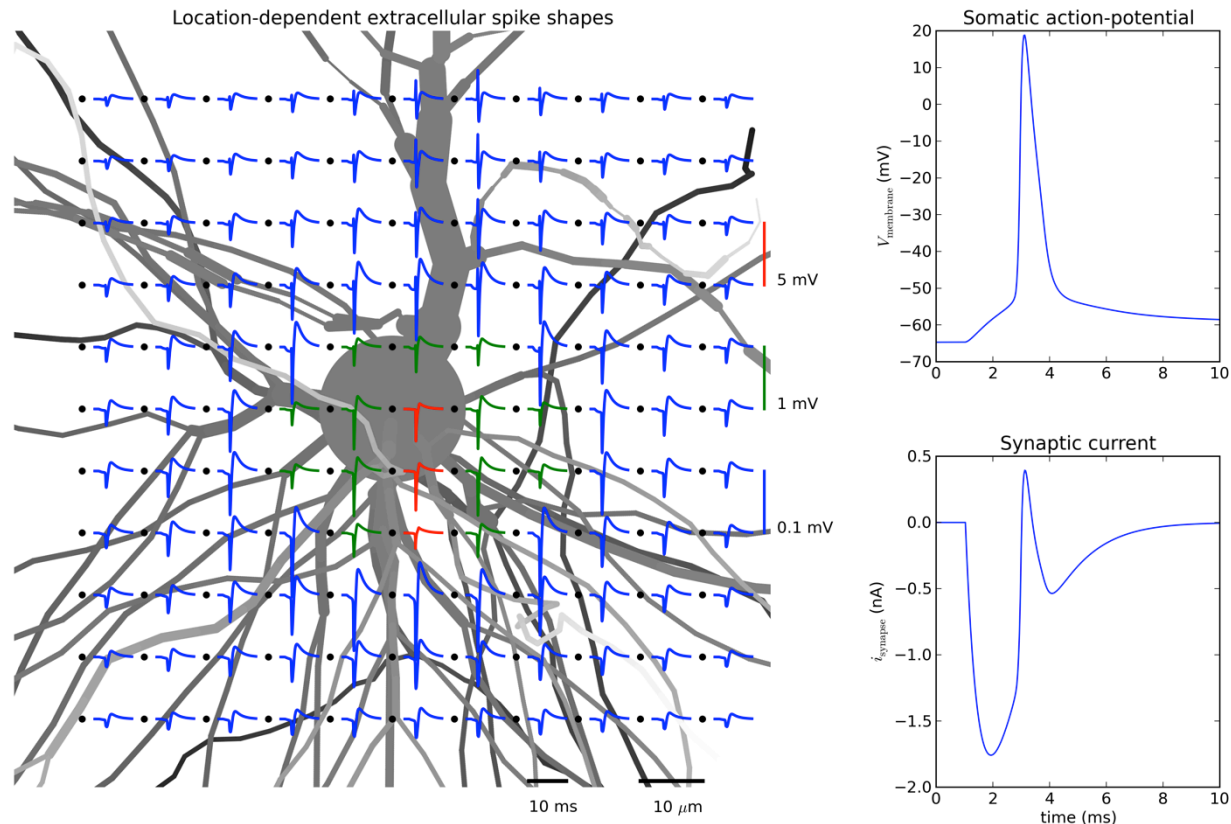 Location-dependent extracellular spike shapes
5 mV
1 mV
0.1 mV
10 ms
10 μm
Somatic action-potential
20
10
0
−10
−20
−30
−40
−50
−60
−70
V_membrane (mV)
0 2 4 6 8 10
Synaptic current
0.5
0.0
−0.5
−1.0
−1.5
−2.0
i_synapse (nA)
0 2 4 6 8 10
time (ms)